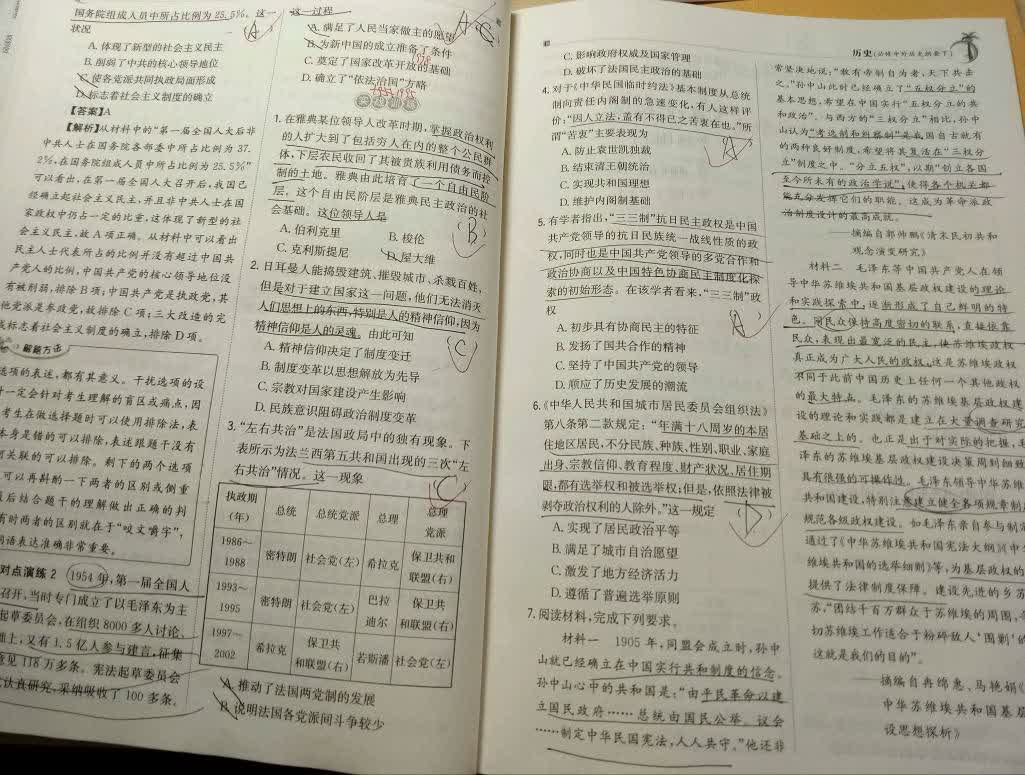 国务院组成人员中所占比例为 25.5%。这一
状况
A. 体现了新型的社会主义民主
B. 削弱了中共的核心领导地位
C. 使各党派共同执政局面形成
D. 标志着社会主义制度的确立
【答案】A
【解析】从材料中的“第一届全国人大后非
中共人士在国务院各部委中所占比例为 37.
2%,在国务院组成人员中所占比例为 25.5%”
可以看出,在第一届全国人大召开后,我国已
经确立起社会主义民主,并且非中共人士在国
家政权中仍占一定的比重,这体现了新型的社
会主义民主,故 A 项正确。从材料中可以看出
民主人士代表所占的比例并没有超过中国共
产党人的比例,中国共产党的核心领导地位没
有被削弱,排除 B 项;中国共产党是执政党,其
他党派是参政党,故排除 C 项;三大改造的完
成标志着社会主义制度的确立,排除 D 项。
解题方法
选项的表述,都有其意义。干扰选项的设
一定会针对考生理解的盲区或痛点,因
考生在做选择题时可以使用排除法,表
本身是错的可以排除,表述跟题干没有
关联的可以排除。剩下的两个选项
可以再斟酌一下两者的区别或侧重
最后结合题干的理解做出正确的判
有时两者的区别就在于“咬文嚼字”,
词语表达准确非常重要。
对点演练 2 1954 年,第一届全国人
召开,当时专门成立了以毛泽东为主
起草委员会,在组织 8000 多人讨论、
础上,又有 1.5 亿人参与建言,征集
意见 118 万多条。宪法起草委员会
认真研究,采纳吸收了 100 多条。
这一过程
A. 满足了人民当家做主的愿望
B. 为新中国的成立准备了条件
C. 奠定了国家改革开放的基础
D. 确立了“依法治国”方略
1. 在雅典某位领导人改革时期,掌握政治权利
的人扩大到了包括穷人在内的整个公民群
体,下层农民收回了其被贵族利用债务而控
制的土地。雅典由此培育了一个自由民阶
层。这个自由民阶层是雅典民主政治的社
会基础。这位领导人是
A. 伯利克里 B. 梭伦
C. 克利斯提尼 D. 屋大维
2. 日耳曼人能捣毁建筑、摧毁城市、杀戮百姓,
但是对于建立国家这一问题,他们无法消灭
人们思想上的东西,特别是人的精神信仰,因为
精神信仰是人的灵魂。由此可知
A. 精神信仰决定了制度变迁
B. 制度变革以思想解放为先导
C. 宗教对国家建设产生影响
D. 民族意识阻碍政治制度变革
3. “左右共治”是法国政局中的独有现象。下
表所示为法兰西第五共和国出现的三次“左
右共治”情况。这一现象
执政期(年) 总统 总统党派 总理 总理党派
1986~1988 密特朗 社会党(左) 希拉克 保卫共和联盟(右)
1993~1995 密特朗 社会党(左) 巴拉迪尔 保卫共和联盟(右)
1997~2002 希拉克 保卫共和联盟(右) 若斯潘 社会党(左)
A. 推动了法国两党制的发展
B. 说明法国各党派间斗争较少
C. 影响政府权威及国家管理
D. 破坏了法国民主政治的基础
4. 对于《中华民国临时约法》基本制度从总统
制向责任内阁制的急速变化,有人这样评
价:“因人立法,盖有不得已之苦衷在也。”所
谓“苦衷”主要表现为
A. 防止袁世凯独裁
B. 结束清王朝统治
C. 实现共和国理想
D. 维护内阁制基础
5. 有学者指出,“三三制”抗日民主政权是中国
共产党领导的抗日民族统一战线性质的政
权,同时也是中国共产党领导的多党合作和
政治协商以及中国特色协商民主制度化探
索的初始形态。在该学者看来,“三三制”政
权
A. 初步具有协商民主的特征
B. 发扬了国共合作的精神
C. 坚持了中国共产党的领导
D. 顺应了历史发展的潮流
6. 《中华人民共和国城市居民委员会组织法》
第八条第二款规定:“年满十八周岁的本居
住地区居民,不分民族、种族、性别、职业、家庭
出身、宗教信仰、教育程度、财产状况、居住期
限,都有选举权和被选举权;但是,依照法律被
剥夺政治权利的人除外。”这一规定
A. 实现了居民政治平等
B. 满足了城市自治愿望
C. 激发了地方经济活力
D. 遵循了普遍选举原则
7. 阅读材料,完成下列要求。
材料一 1905 年,同盟会成立时,孙中
山就已经确立在中国实行共和制度的信念。
孙中山心中的共和国是:“由平民革命以建
立国民政府……总统由国民公举。议会
……制定中华民国宪法,人人共守。”他还非
历史(必修中外历史纲要下)
常坚决地说:“敢有帝制自为者,天下共击
之。”孙中山此时已经确立了“五权分立”的
基本思想,希望在中国实行“五权分立的共
和政治”。与西方的“三权分立”相比,孙中
山认为“考选制和纠察制”是我国自古就有
的两种良好制度,希望将其复活在“三权分
立”制度之中。“分立五权”,以期“创立各国
至今所未有的政治学说”,使得各个机关都
能充分发挥它们的职能。这成为革命派政
治制度设计的最高成就。
——摘编自郭帅鹏《清末民初共和
观念演变研究》
材料二 毛泽东等中国共产党人在领
导中华苏维埃共和国基层政权建设的理论
和实践探索中,逐渐形成了自己鲜明的特
色。同民众保持高度密切的联系,直接依靠
民众,表现出最宽泛的民主,使苏维埃政权
真正成为广大人民的政权,这是苏维埃政权
不同于此前中国历史上任何一个其他政权
的最大特点。毛泽东的苏维埃基层政权建
设的理论和实践都是建立在大量调查研究
基础之上的。也正是出于对实际的把握,毛
泽东的苏维埃基层政权建设决策周到细致
具有很强的可操作性。毛泽东领导中华苏维
共和国建设,特别注意建立健全各项规章制
规范各级政权建设。如毛泽东亲自参与制定
通过了《中华苏维埃共和国宪法大纲》《中
维埃共和国的选举细则》等,为基层政权的
提供了法律制度保障。建设先进的乡苏
苏,“团结千百万群众于苏维埃的周围,
切苏维埃工作适合于粉碎敌人‘围剿’的
这就是我们的目的”。
——摘编自冉绵惠、马艳娟《
中华苏维埃共和国基层
设思想探析》